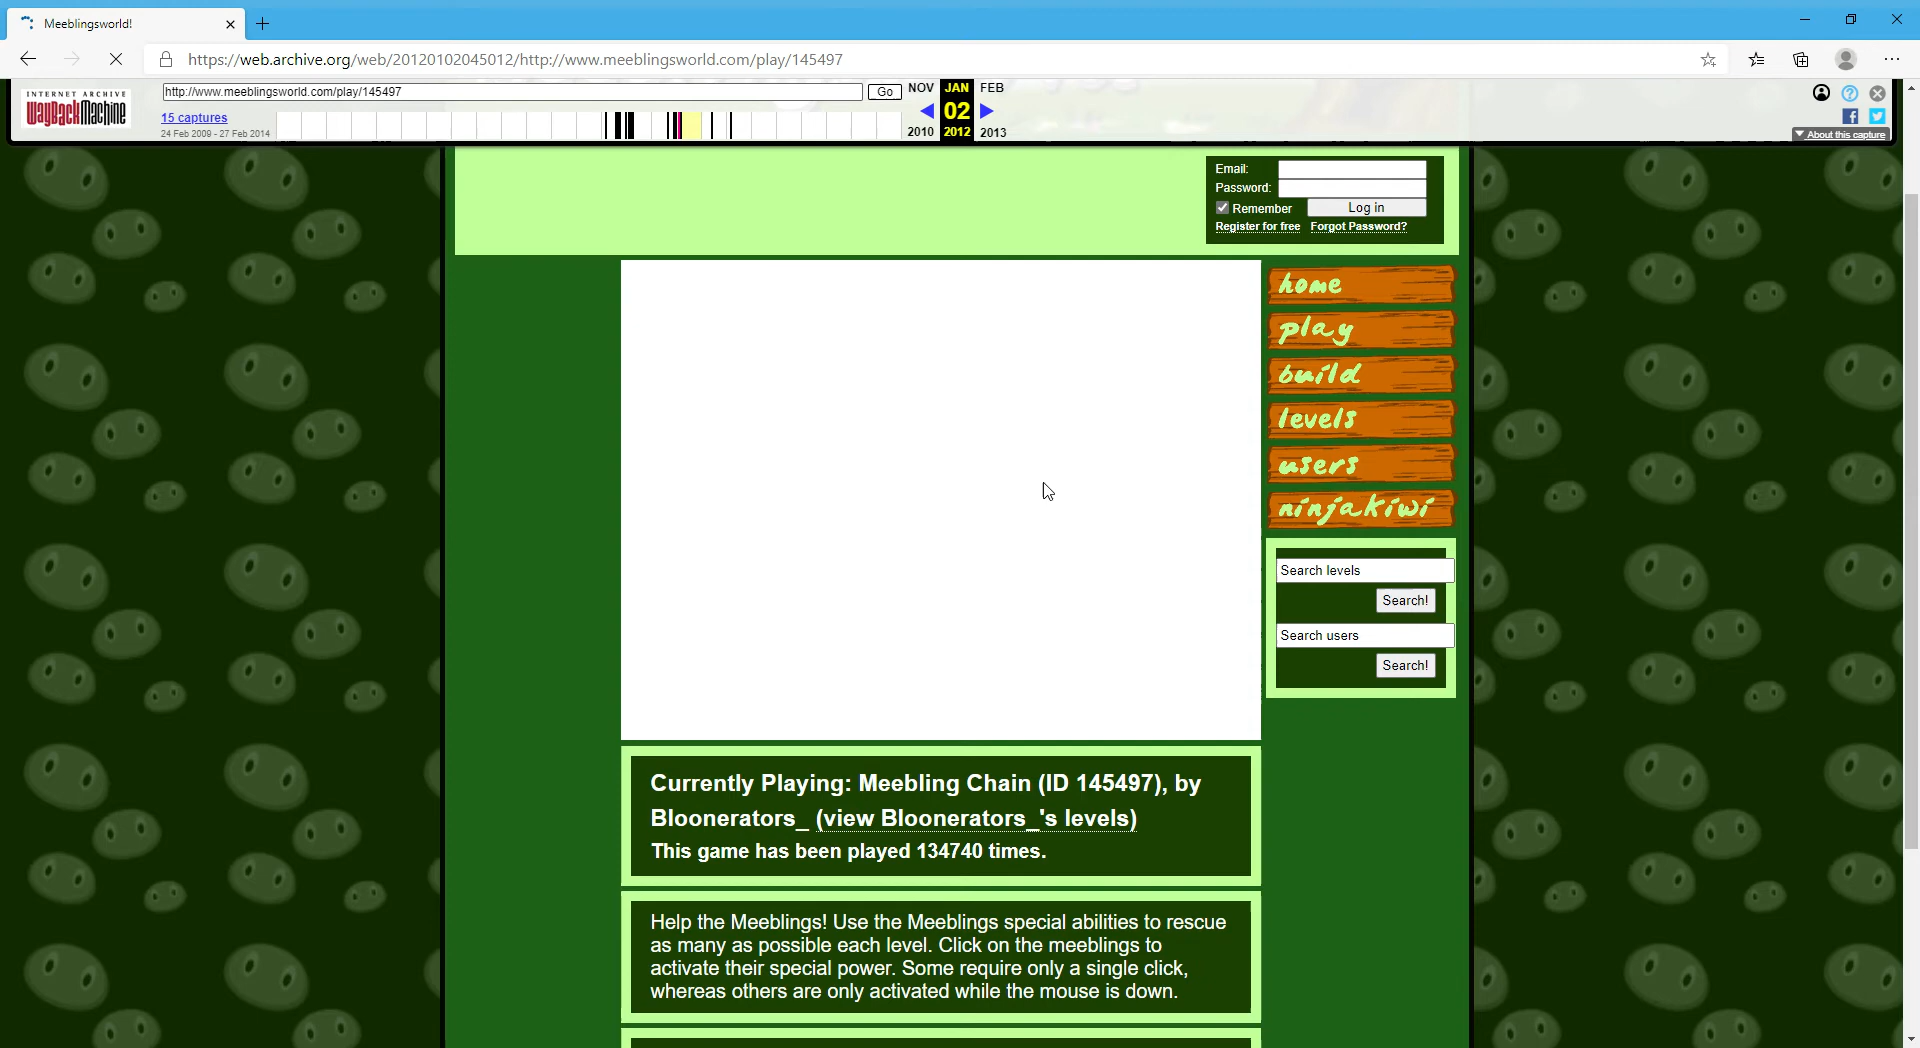 Meeblingsworld!
https://web.archive.org/web/20120102045012/http://www.meeblingsworld.com/play/145497
INTERNET ARCHIVE
WayBackMachine
http://www.meeblingsworld.com/play/145497
Go
NOV
JAN
FEB
15 captures
02
24 Feb 2009 - 27 Feb 2014
2010
2012
2013
About this capture
Email:
Password:
Remember
Log in
Register for free
Forgot Password?
home
play
build
levels
users
ninjakiwi
Search levels
Search!
Search users
Search!
Currently Playing: Meebling Chain (ID 145497), by
Bloonerators_ (view Bloonerators_'s levels)
This game has been played 134740 times.
Help the Meeblings! Use the Meeblings special abilities to rescue
as many as possible each level. Click on the meeblings to
activate their special power. Some require only a single click,
whereas others are only activated while the mouse is down.